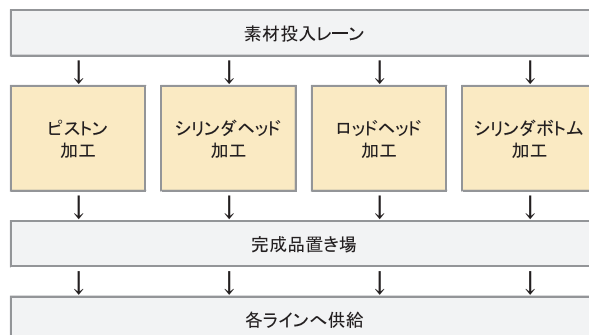 素材投入レーン
ピストン
加工
シリンダヘッド
加工
ロッドヘッド
加工
シリンダボトム
加工
完成品置き場
各ラインへ供給